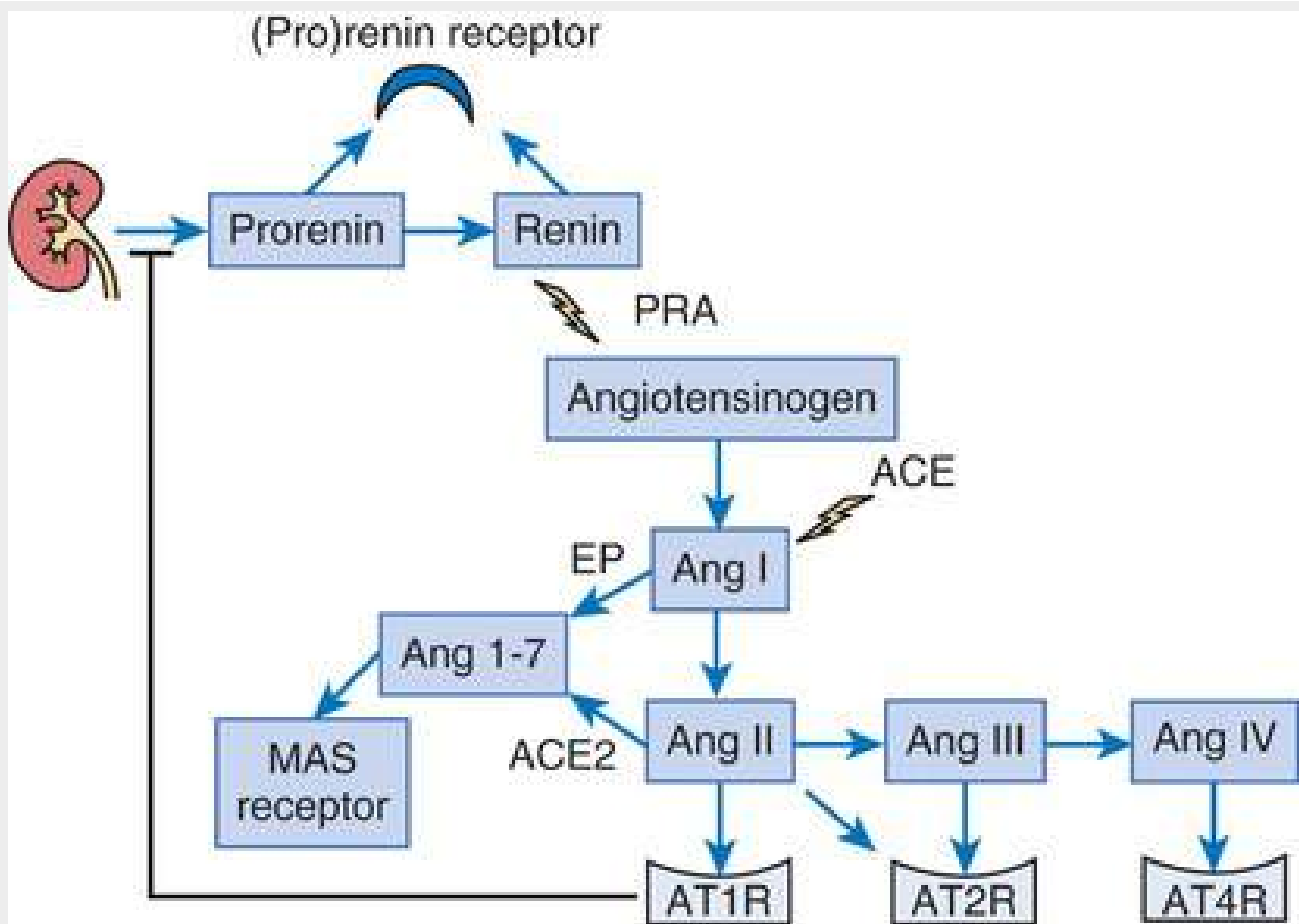 (Pro)renin receptor
Prorenin
Renin
PRA
Angiotensinogen
ACE
EP
Ang I
Ang 1-7
ACE2
Ang II
Ang III
Ang IV
MAS
receptor
AT1R
AT2R
AT4R